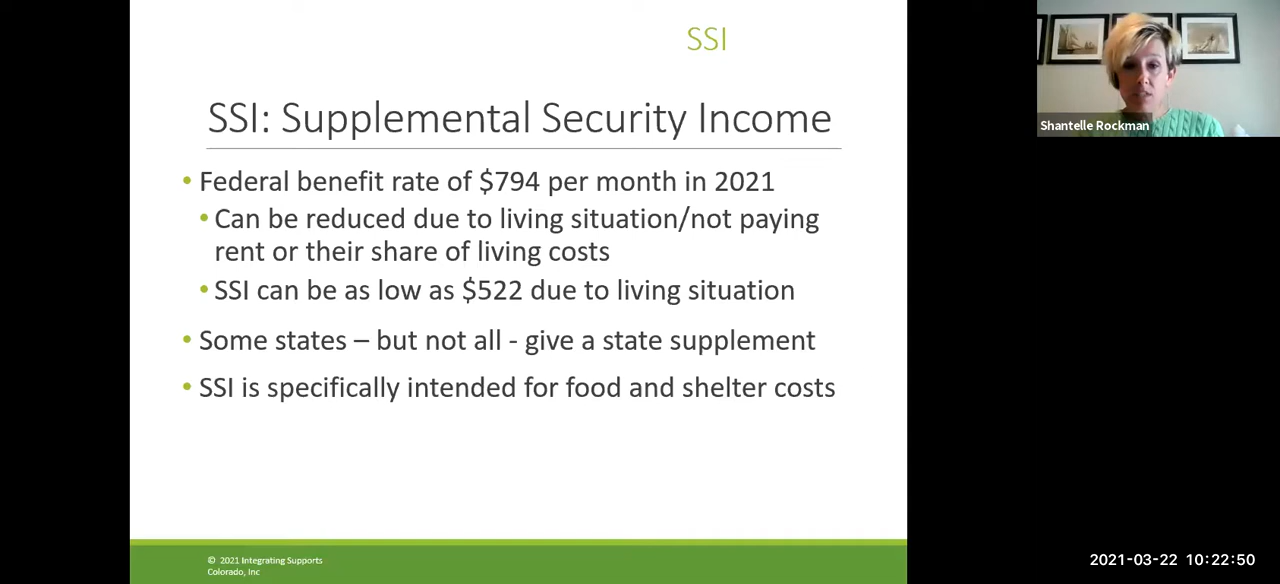 SSI
SSI: Supplemental Security Income
• Federal benefit rate of $794 per month in 2021
• Can be reduced due to living situation/not paying
rent or their share of living costs
• SSI can be as low as $522 due to living situation
• Some states – but not all - give a state supplement
• SSI is specifically intended for food and shelter costs
© 2021 Integrating Supports
Colorado, Inc
Shantelle Rockman
2021-03-22 10:22:50